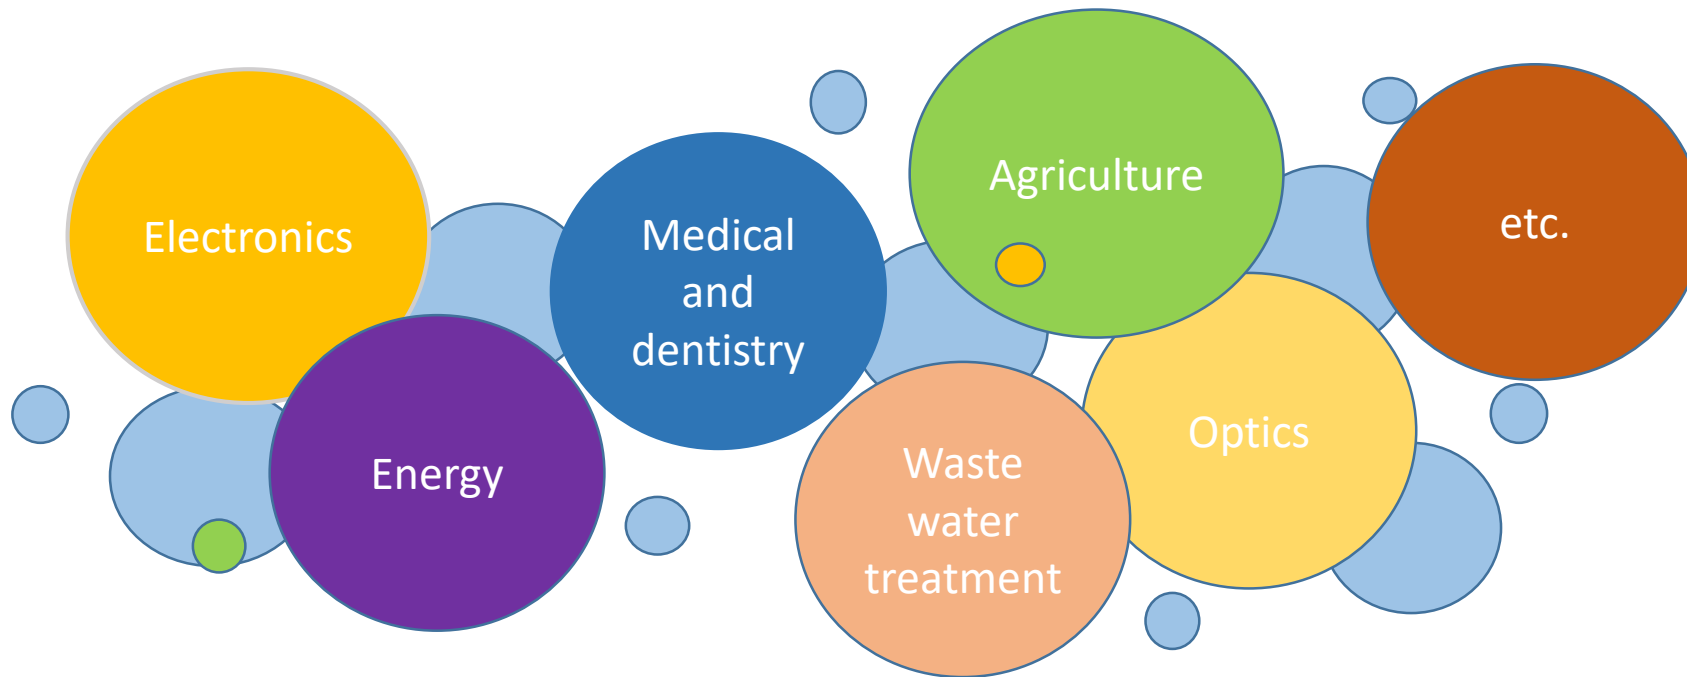 Electronics
Energy
Medical
and
dentistry
Agriculture
Waste
water
treatment
Optics
etc.